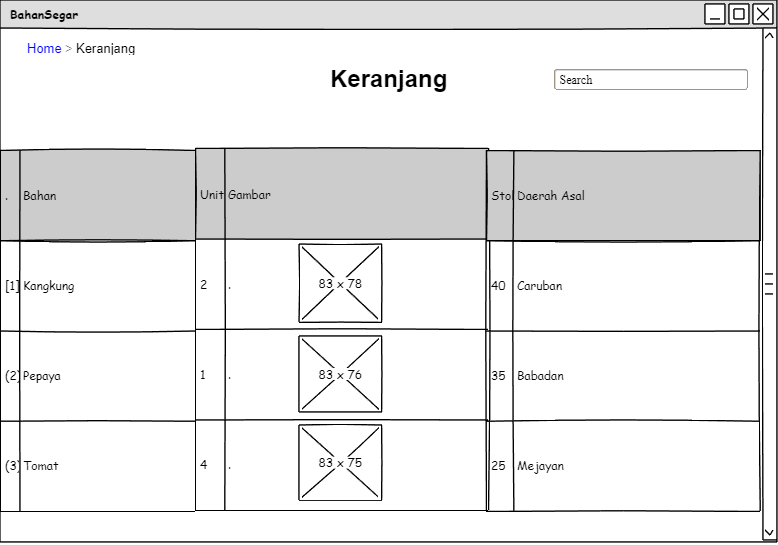 BahanSegar
Home > Keranjang
Keranjang
Search
. Bahan Unit Gambar Sto Daerah Asal
[1] Kangkung 2 . 83 x 78 40 Caruban
(2) Pepaya 1 . 83 x 76 35 Babadan
(3) Tomat 4 . 83 x 75 25 Mejayan